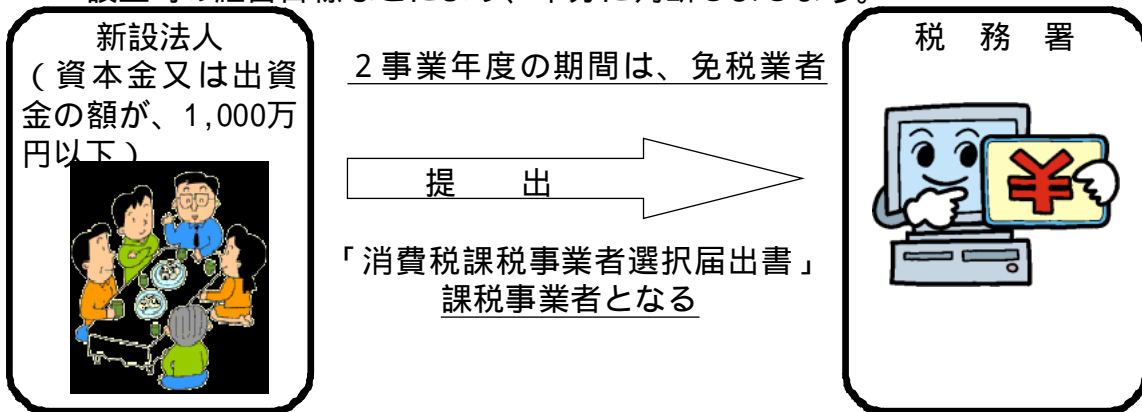 新設法人
(資本金又は出資
金の額が、1,000万
円以下)
2事業年度の期間は、免税業者
提 出
「消費税課税事業者選択届出書」
課税事業者となる
税 務 署
¥